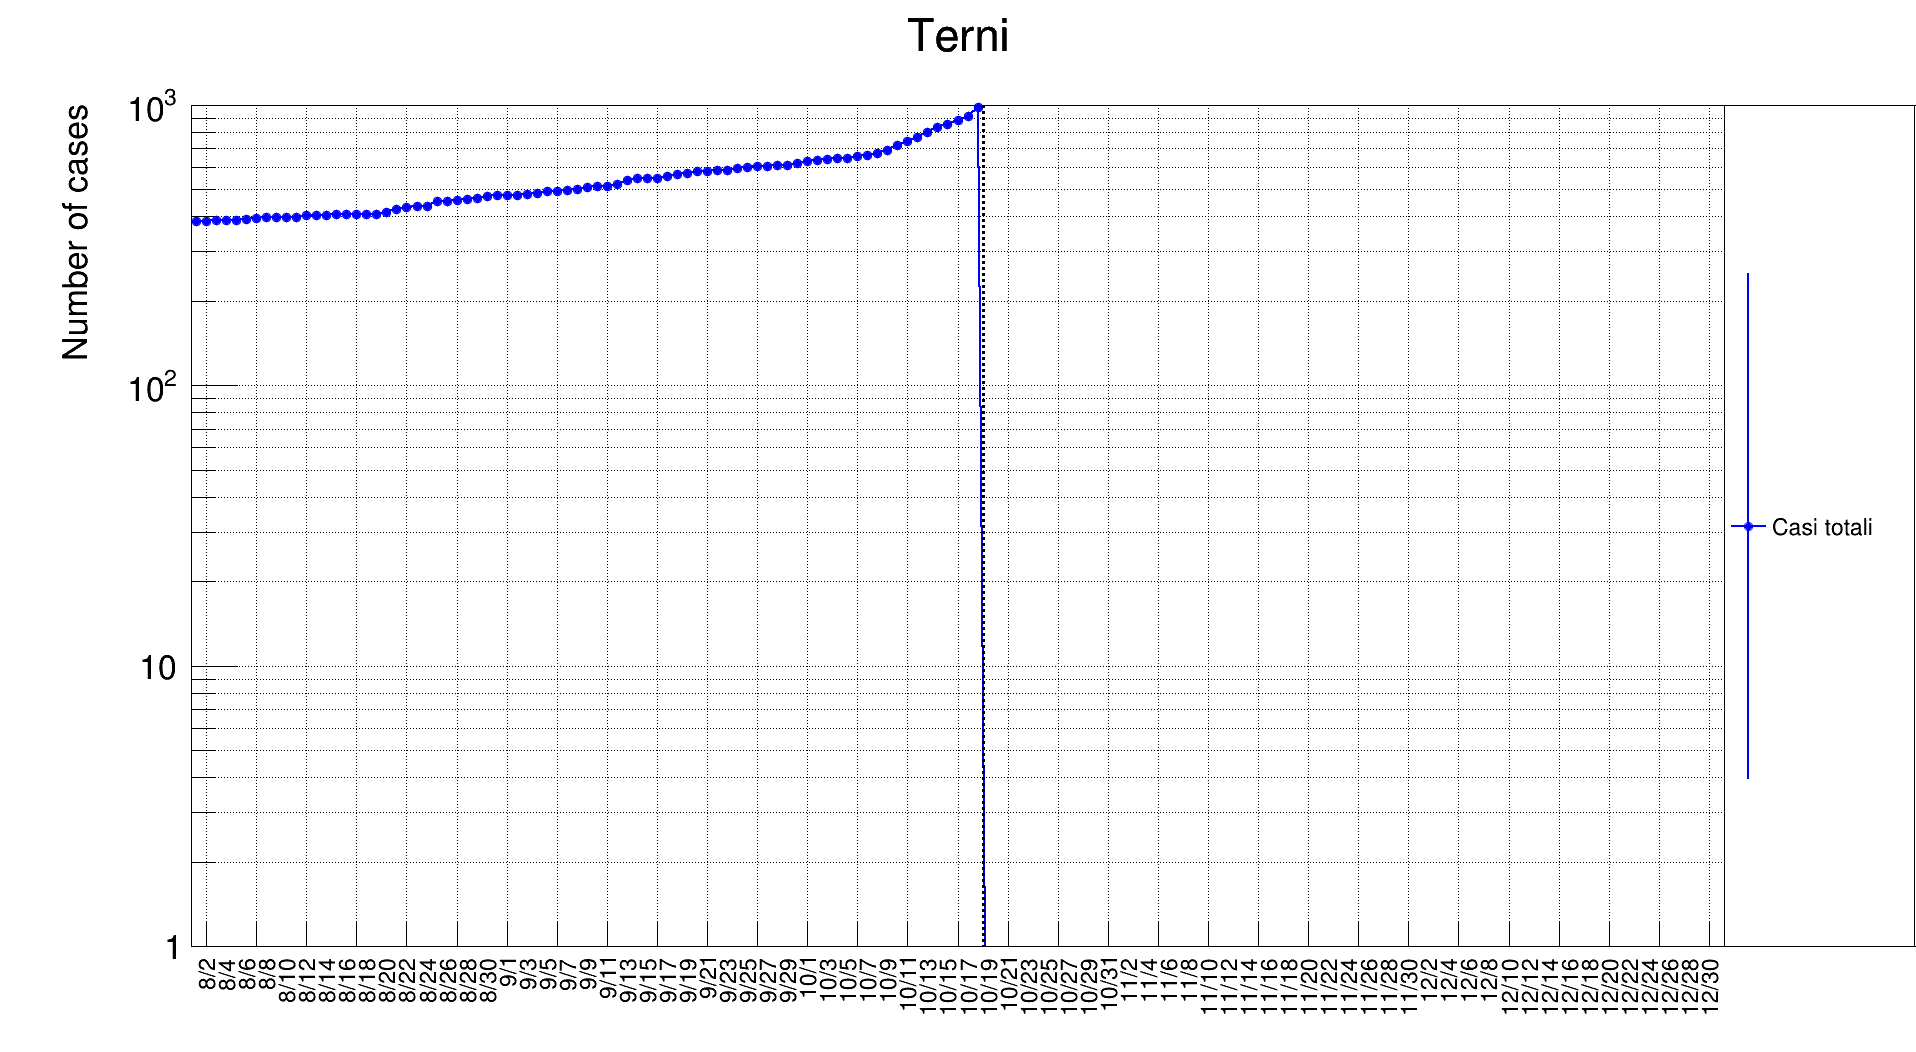 Terni
Number of cases
10³
10²
10
1
8/2 8/4 8/6 8/8 8/10 8/12 8/14 8/16 8/18 8/20 8/22 8/24 8/26 8/28 8/30 9/1 9/3 9/5 9/7 9/9 9/11 9/13 9/15 9/17 9/19 9/21 9/23 9/25 9/27 9/29 10/1 10/3 10/5 10/7 10/9 10/11 10/13 10/15 10/17 10/19 10/21 10/23 10/25 10/27 10/29 10/31 11/2 11/4 11/6 11/8 11/10 11/12 11/14 11/16 11/18 11/20 11/22 11/24 11/26 11/28 11/30 12/2 12/4 12/6 12/8 12/10 12/12 12/14 12/16 12/18 12/20 12/22 12/24 12/26 12/28 12/30
Casi totali